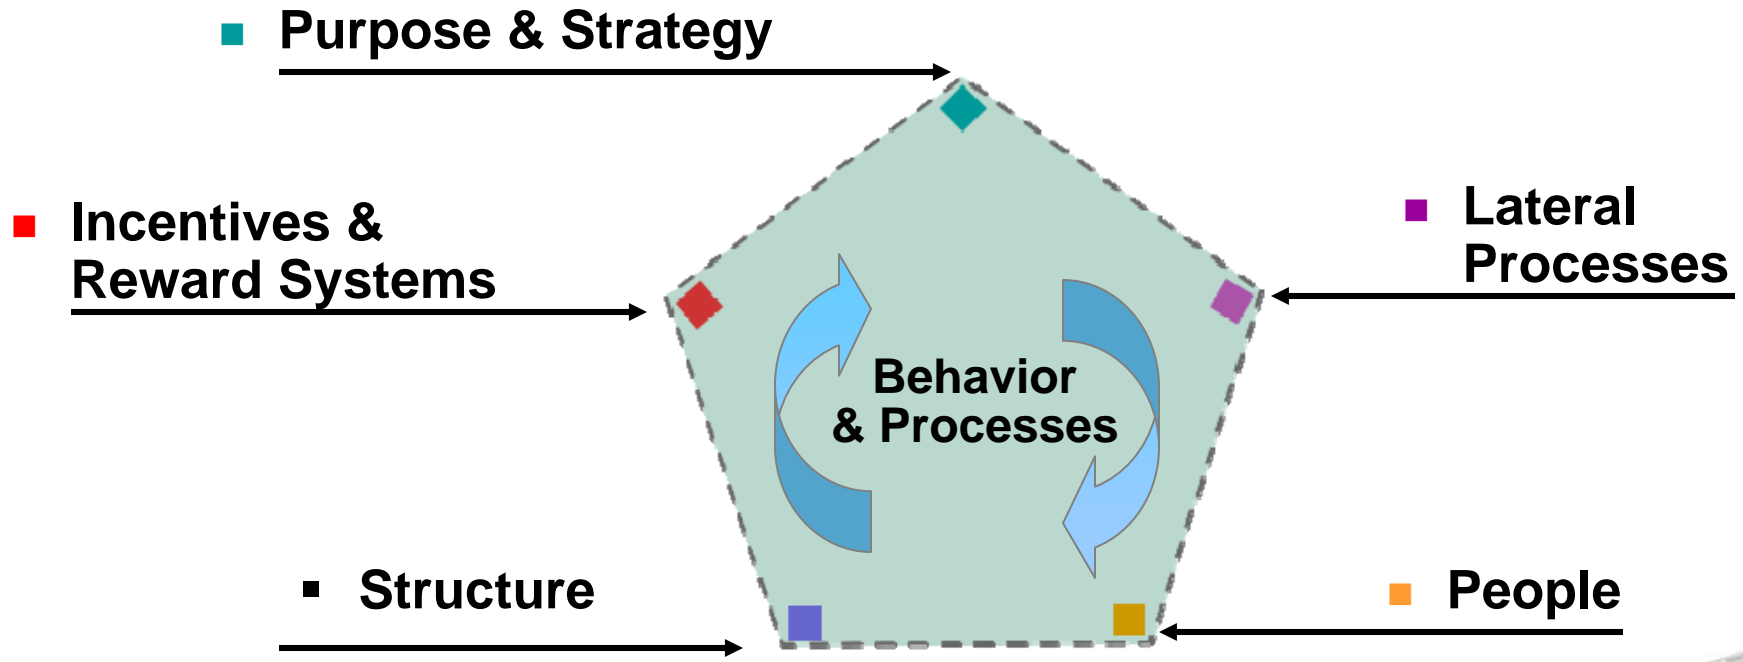 Purpose & Strategy
Incentives &
Reward Systems
Lateral
Processes
Behavior
& Processes
Structure
People